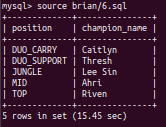 mysql> source brian/6.sql
+-------------+---------------+
| position | champion_name |
+-------------+---------------+
| DUO_CARRY | Caitlyn |
| DUO_SUPPORT | Thresh |
| JUNGLE | Lee Sin |
| MID | Ahri |
| TOP | Riven |
+-------------+---------------+
5 rows in set (15.45 sec)